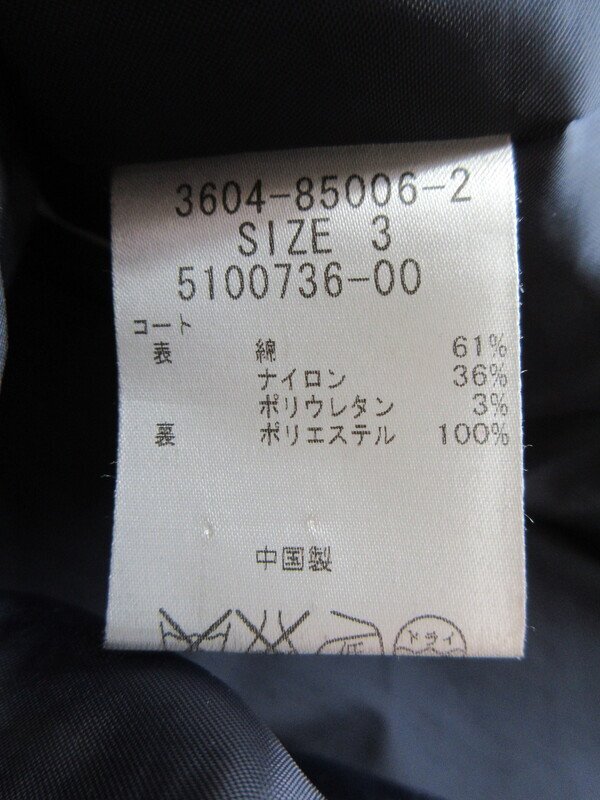 3604-85006-2
SIZE 3
5100736-00
コート
表 綿 61%
ナイロン 36%
ポリウレタン 3%
裏 ポリエステル 100%
中国製
ドライ